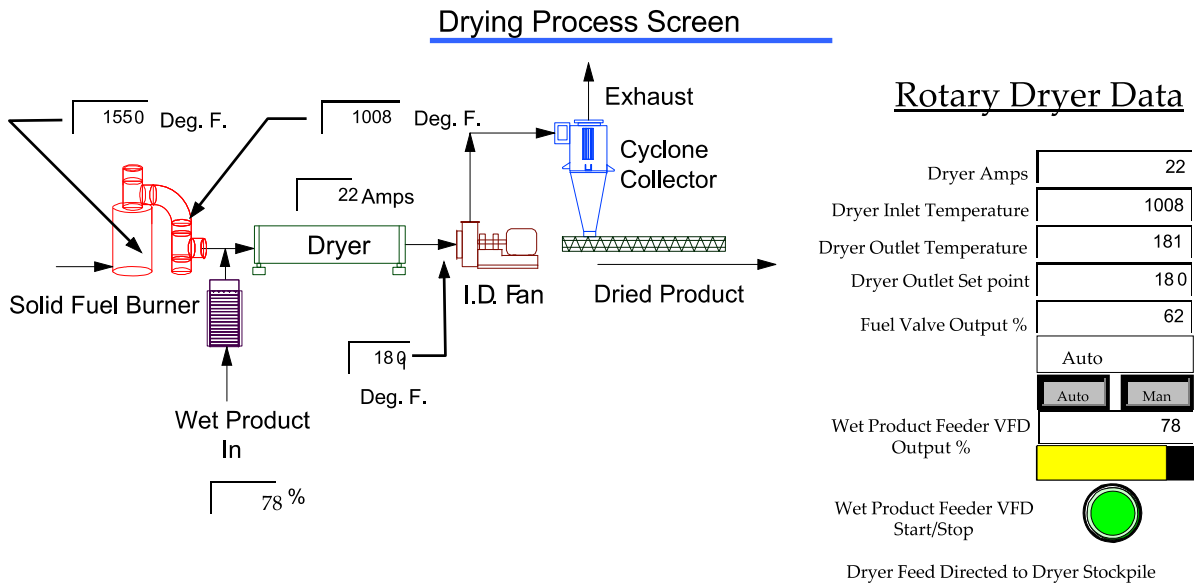 Drying Process Screen
1550 Deg. F.
1008 Deg. F.
Exhaust
Cyclone
Collector
22 Amps
Dryer
Solid Fuel Burner
I.D. Fan
Dried Product
Deg. F.
Wet Product
In
78 %
Rotary Dryer Data
Dryer Amps 22
Dryer Inlet Temperature 1008
Dryer Outlet Temperature 181
Dryer Outlet Set point 180
Fuel Valve Output % 62
Auto
Auto Man
Wet Product Feeder VFD 78
Output %
Wet Product Feeder VFD
Start/Stop
Dryer Feed Directed to Dryer Stockpile